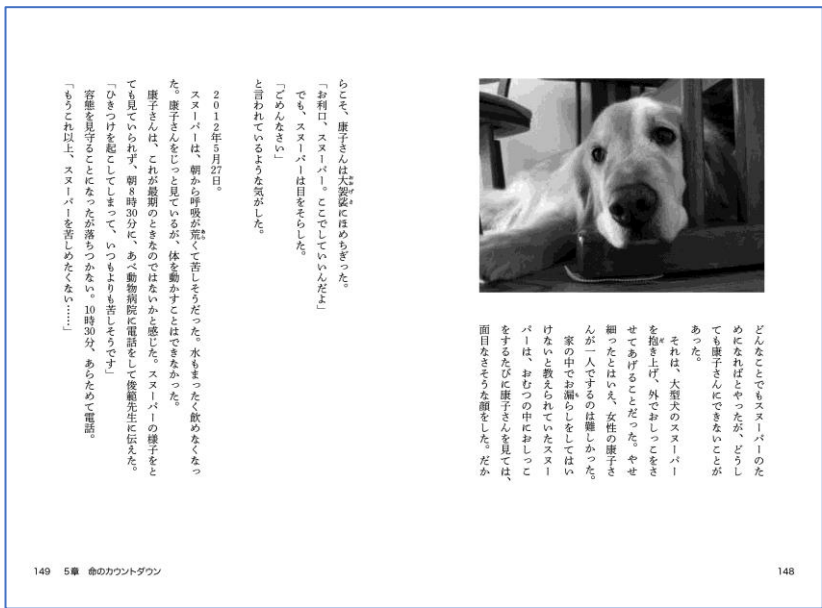 どんなことでもスヌーパーのた
めになればとやったが、どうし
ても康子さんにできないことが
あった。
それは、大型犬のスヌーパー
を抱き上げ、外でおしっこをさ
せてあげることだった。やせ
細ったとはいえ、女性の康子さ
んが一人でするのは難しかった。
家の中でお漏らしをしてはい
けないと教えられていたスヌー
パーは、おむつの中におしっこ
をするたびに康子さんを見ては、
面目なさそうな顔をした。だか
148
らこそ、康子さんは大袈裟にほめちぎった。
「お利口、スヌーパー。ここでしていいんだよ」
でも、スヌーパーは目をそらした。
「ごめんなさい」
と言われているような気がした。
2012年5月27日。
スヌーパーは、朝から呼吸が荒くて苦しそうだった。水もまったく飲めなくなっ
た。康子さんをじっと見ているが、体を動かすことはできなかった。
康子さんは、これが最期のときなのではないかと感じた。スヌーパーの様子をと
ても見ていられず、朝8時30分に、あべ動物病院に電話をして俊範先生に伝えた。
「ひきつけを起こしてしまって、いつもよりも苦しそうです」
容態を見守ることになったが落ちつかない。10時30分、あらためて電話。
「もうこれ以上、スヌーパーを苦しめたくない……」
149 5章 命のカウントダウン